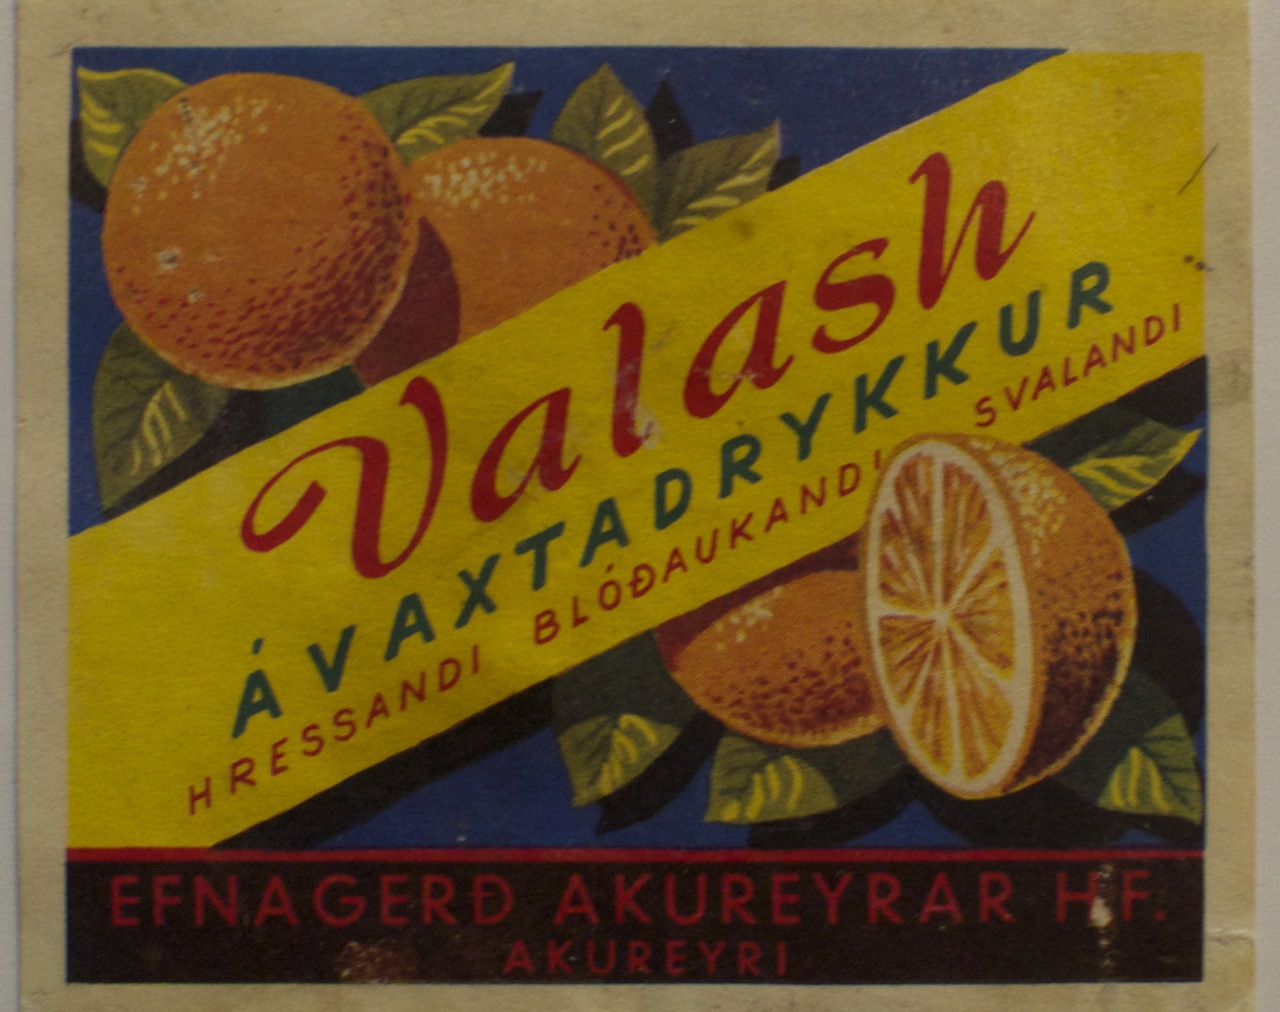 Valash
ÁVAXTADRYKKUR
HRESSANDI BLÓÐAUKANDI SVALANDI
EFNAGERÐ AKUREYRAR H.F.
AKUREYRI